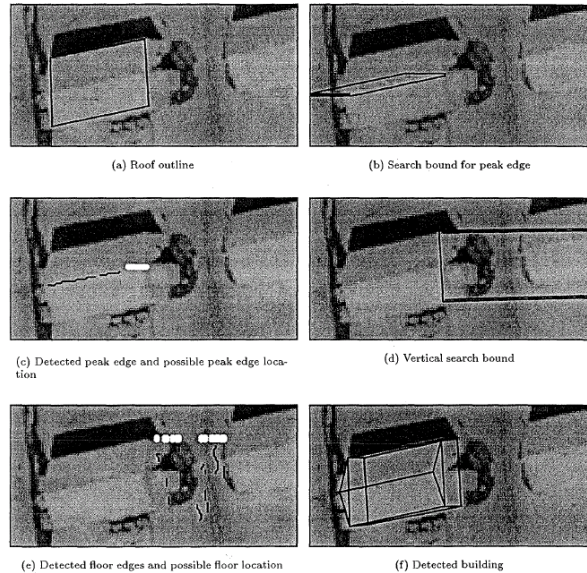 (a) Roof outline
(b) Search bound for peak edge
(c) Detected peak edge and possible peak edge loca-
tion
(d) Vertical search bound
(e) Detected floor edges and possible floor location
(f) Detected building